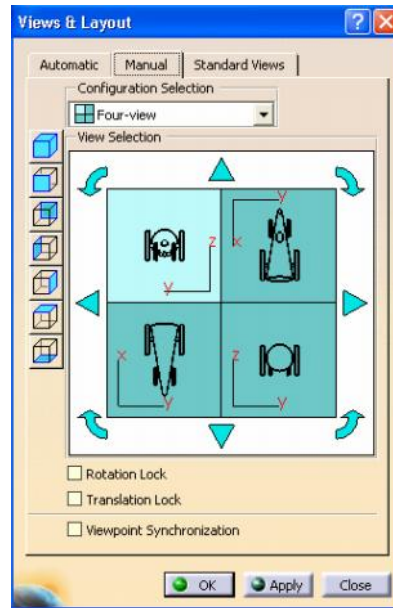 Views & Layout
Automatic Manual Standard Views
Configuration Selection
Four-view
View Selection
y
z x
y
x z
y y
Rotation Lock
Translation Lock
Viewpoint Synchronization
OK Apply Close